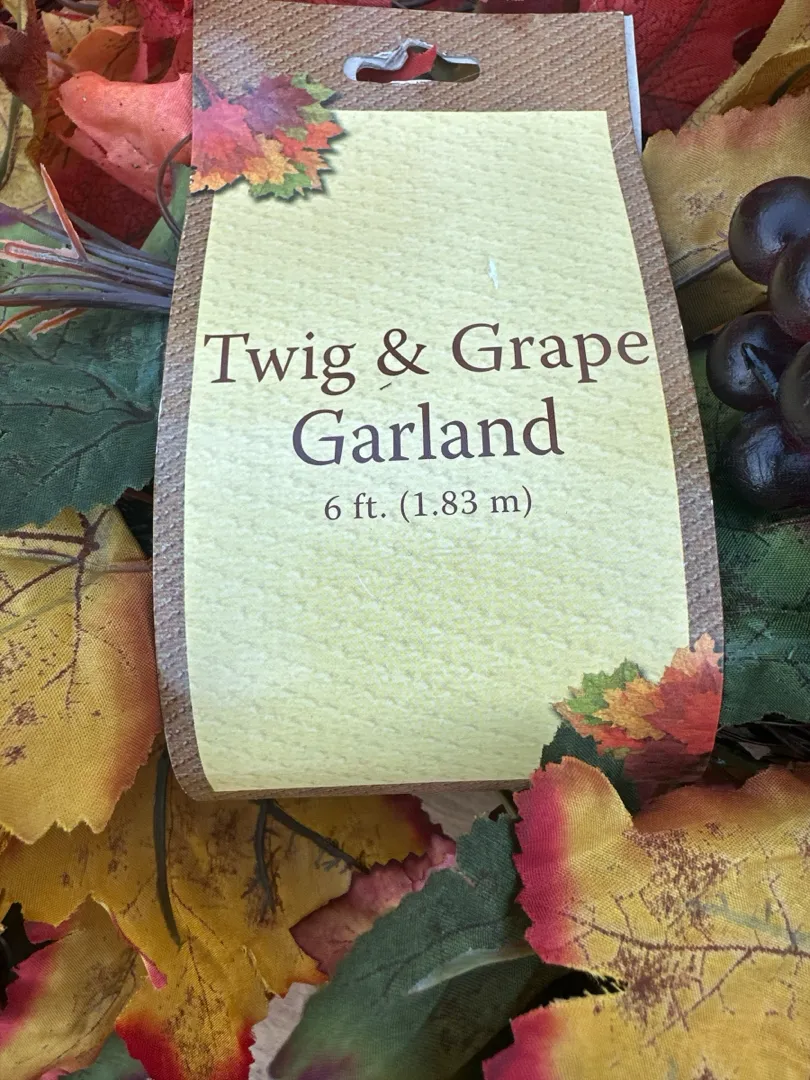 Twig & Grape
Garland
6 ft. (1.83 m)